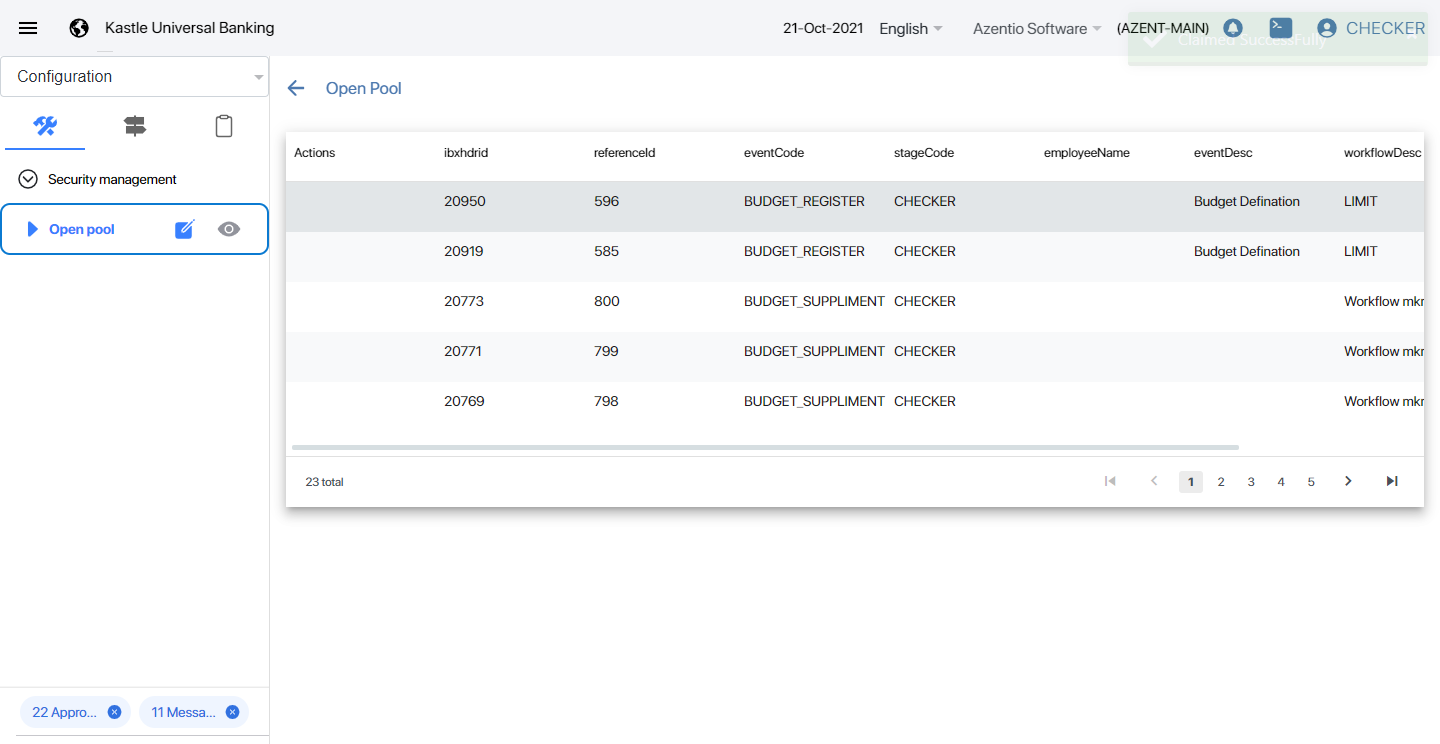 Kastle Universal Banking
21-Oct-2021 English Azentio Software (AZENT-MAIN) CHECKER
Claimed SuccessFully
Configuration
Open Pool
Security management
Open pool
Actions ibxhdrid referenceId eventCode stageCode employeeName eventDesc workflowDesc
20950 596 BUDGET_REGISTER CHECKER Budget Defination LIMIT
20919 585 BUDGET_REGISTER CHECKER Budget Defination LIMIT
20773 800 BUDGET_SUPPLIMENT CHECKER Workflow mkr
20771 799 BUDGET_SUPPLIMENT CHECKER Workflow mkr
20769 798 BUDGET_SUPPLIMENT CHECKER Workflow mkr
23 total 1 2 3 4 5
22 Appro... 11 Messa...